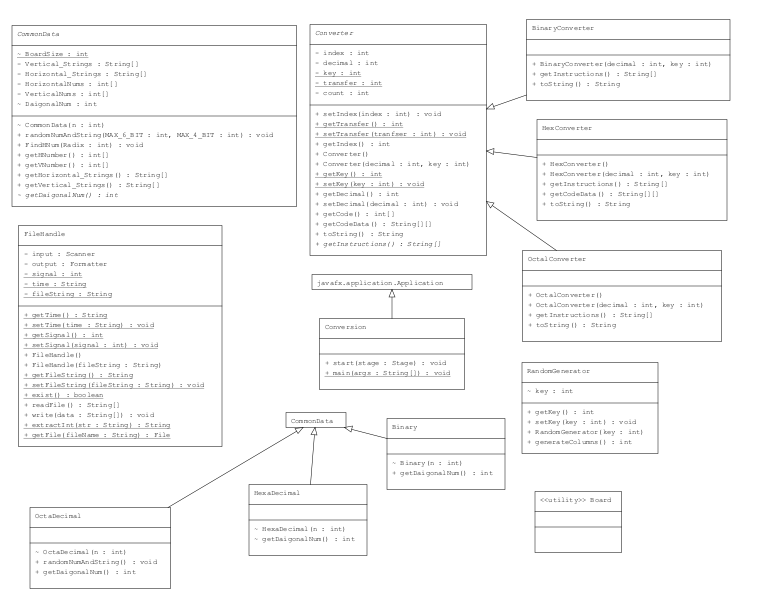 CommonData
~ BoardSize : int
~ Vertical_Strings : String[]
~ Horizontal_Strings : String[]
~ HorizontalNums : int[]
~ VerticalNums : int[]
~ DaigonalNum : int
~ CommonData(n : int)
+ randomNumAndString(MAX_6_BIT : int, MAX_4_BIT : int) : void
+ FindHNum(Radix : int) : void
+ getHNumber() : int[]
+ getVNumber() : int[]
+ getHorizontal_Strings() : String[]
+ getVertical_Strings() : String[]
~ getDaigonalNum() : int
Converter
- index : int
- decimal : int
- key : int
- transfer : int
- count : int
+ setIndex(index : int) : void
+ getTransfer() : int
+ setTransfer(tranfser : int) : void
+ getIndex() : int
+ Converter()
+ Converter(decimal : int, key : int)
+ getKey() : int
+ setKey(key : int) : void
+ getDecimal() : int
+ setDecimal(decimal : int) : void
+ getCode() : int[]
+ getCodeData() : String[][]
+ toString() : String
+ getInstructions() : String[]
BinaryConverter
+ BinaryConverter(decimal : int, key : int)
+ getInstructions() : String[]
+ toString() : String
HexConverter
+ HexConverter()
+ HexConverter(decimal : int, key : int)
+ getInstructions() : String[]
+ getCodeData() : String[][]
+ toString() : String
OctalConverter
+ OctalConverter()
+ OctalConverter(decimal : int, key : int)
+ getInstructions() : String[]
+ toString() : String
FileHandle
- input : Scanner
- output : Formatter
- signal : int
- time : String
- fileString : String
+ getTime() : String
+ setTime(time : String) : void
+ getSignal() : int
+ setSignal(signal : int) : void
+ FileHandle()
+ FileHandle(fileString : String)
+ getFileString() : String
+ setFileString(fileString : String) : void
+ exist() : boolean
+ readFile() : String[]
+ write(data : String[]) : void
+ extractInt(str : String) : String
+ getFile(fileName : String) : File
javafx.application.Application
Conversion
+ start(stage : Stage) : void
+ main(args : String[]) : void
RandomGenerator
~ key : int
+ getKey() : int
+ setKey(key : int) : void
+ RandomGenerator(key : int)
+ generateColumns() : int
CommonData
Binary
~ Binary(n : int)
+ getDaigonalNum() : int
HexaDecimal
~ HexaDecimal(n : int)
~ getDaigonalNum() : int
<<utility>> Board
OctaDecimal
~ OctaDecimal(n : int)
+ randomNumAndString() : void
+ getDaigonalNum() : int